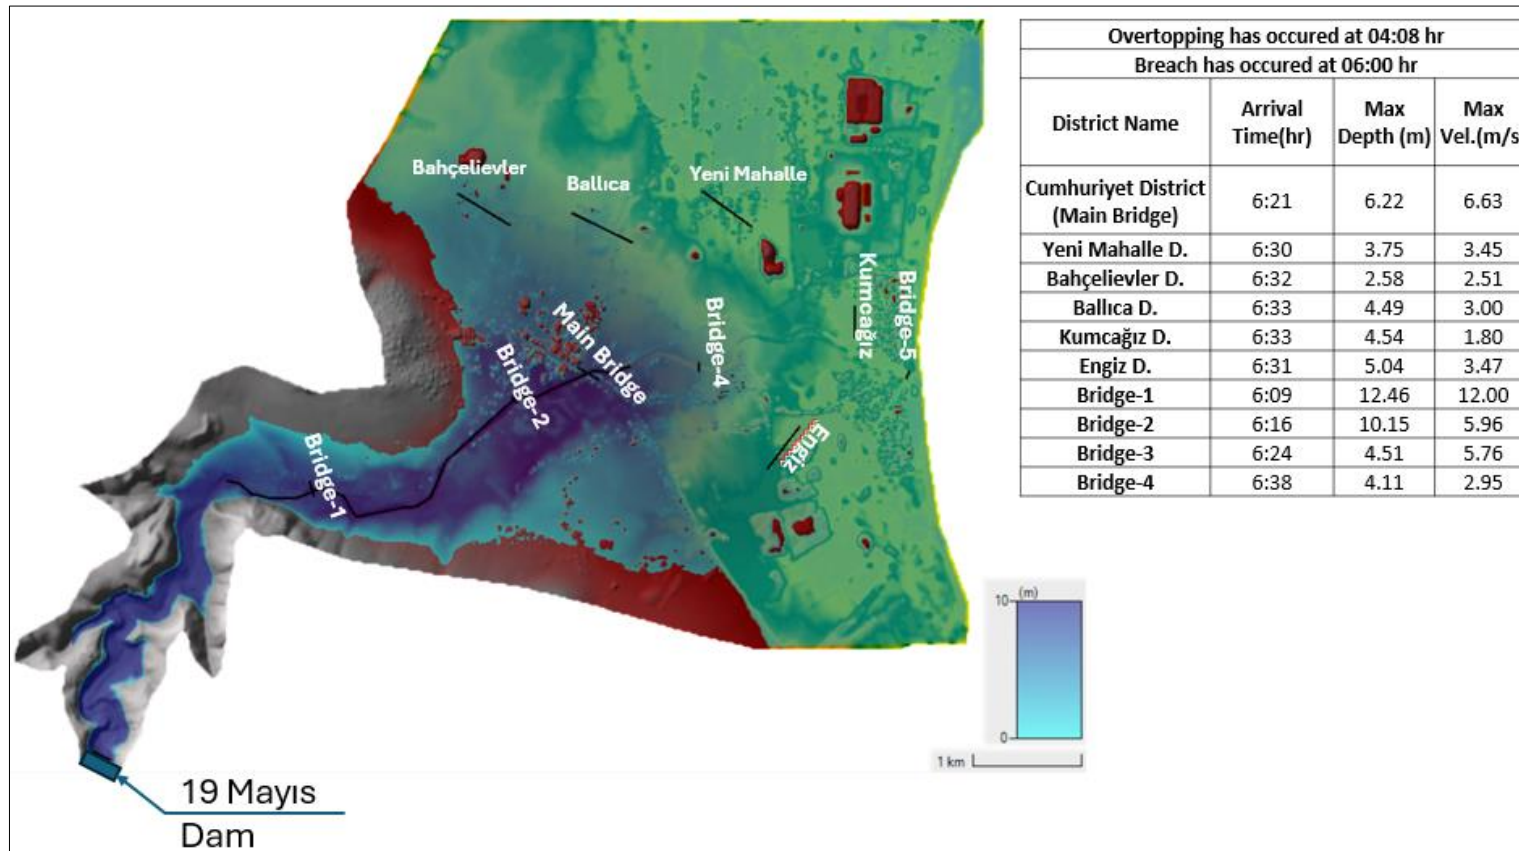 Overtopping has occured at 04:08 hr
Breach has occured at 06:00 hr
District Name Arrival Time(hr) Max Depth (m) Max Vel.(m/s
Cumhuriyet District (Main Bridge) 6:21 6.22 6.63
Yeni Mahalle D. 6:30 3.75 3.45
Bahçelievler D. 6:32 2.58 2.51
Ballıca D. 6:33 4.49 3.00
Kumcağız D. 6:33 4.54 1.80
Engiz D. 6:31 5.04 3.47
Bridge-1 6:09 12.46 12.00
Bridge-2 6:16 10.15 5.96
Bridge-3 6:24 4.51 5.76
Bridge-4 6:38 4.11 2.95
Bahçelievler
Ballıca
Yeni Mahalle
Kumcağız
Bridge-5
Bridge-4
Main Bridge
Bridge-2
Engiz
Bridge-1
10 (m)
0
1 km
19 Mayıs
Dam